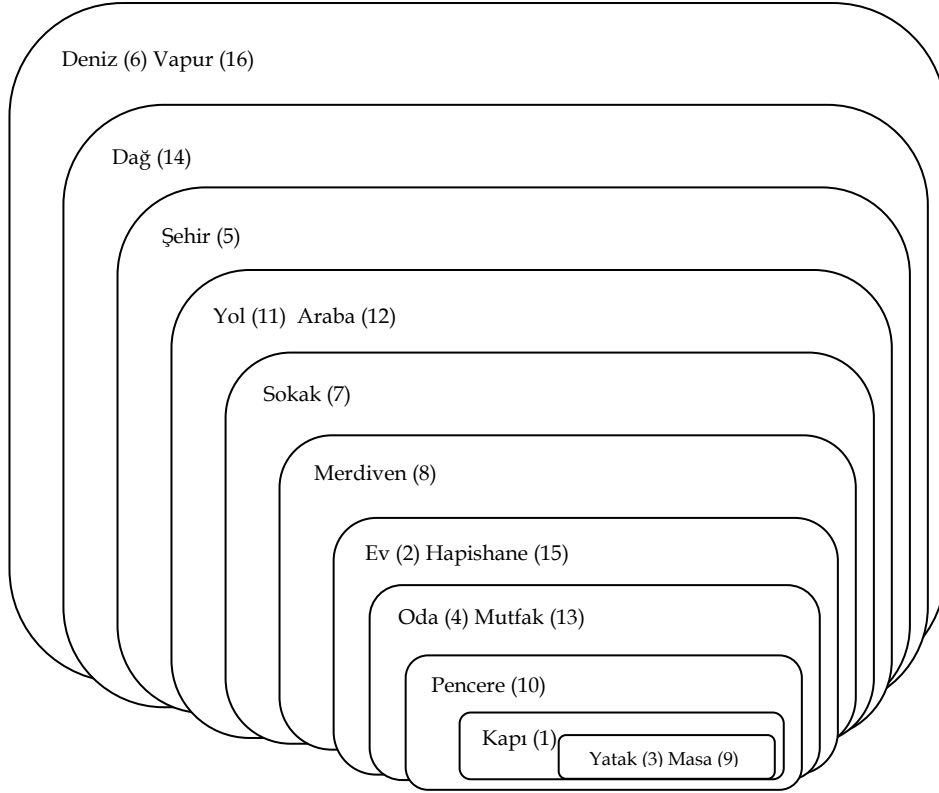 Deniz (6) Vapur (16)
Dağ (14)
Şehir (5)
Yol (11)  Araba (12)
Sokak (7)
Merdiven (8)
Ev (2) Hapishane (15)
Oda (4) Mutfak (13)
Pencere (10)
Kapı (1)
Yatak (3) Masa (9)